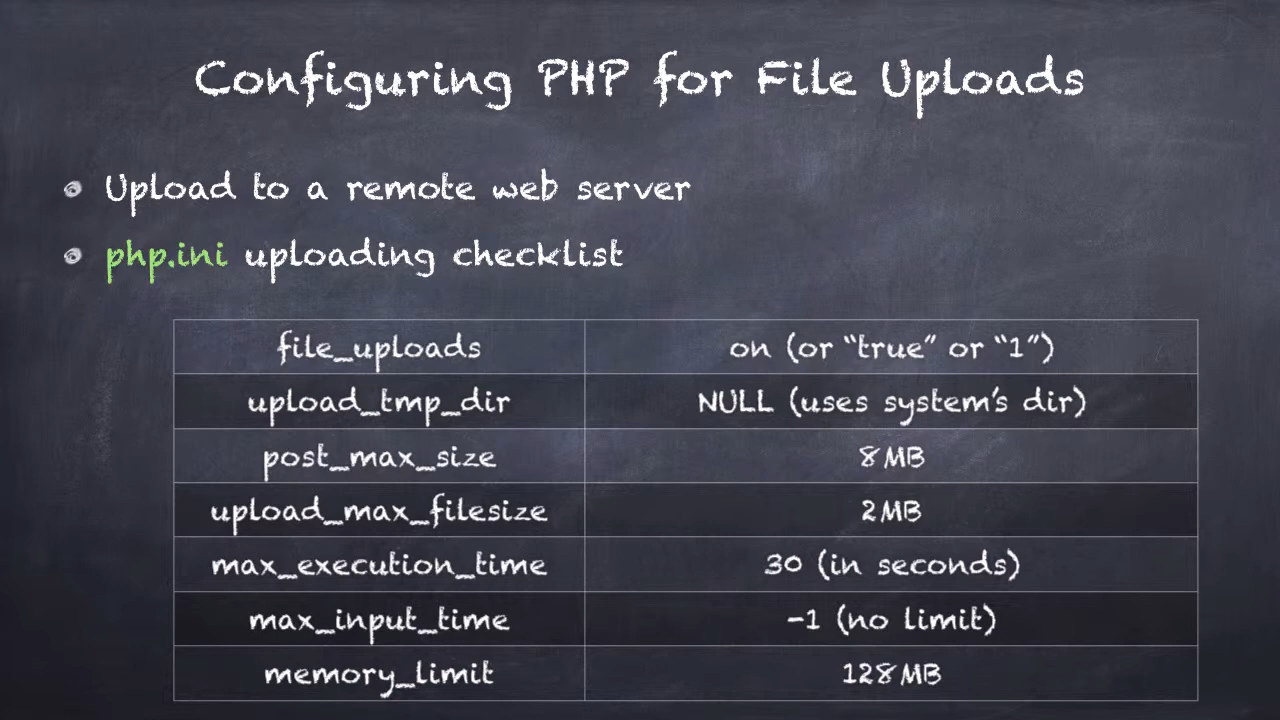 Configuring PHP for File Uploads
Upload to a remote web server
php.ini uploading checklist
file_uploads on (or “true” or “1”)
upload_tmp_dir NULL (uses system’s dir)
post_max_size 8MB
upload_max_filesize 2MB
max_execution_time 30 (in seconds)
max_input_time -1 (no limit)
memory_limit 128MB